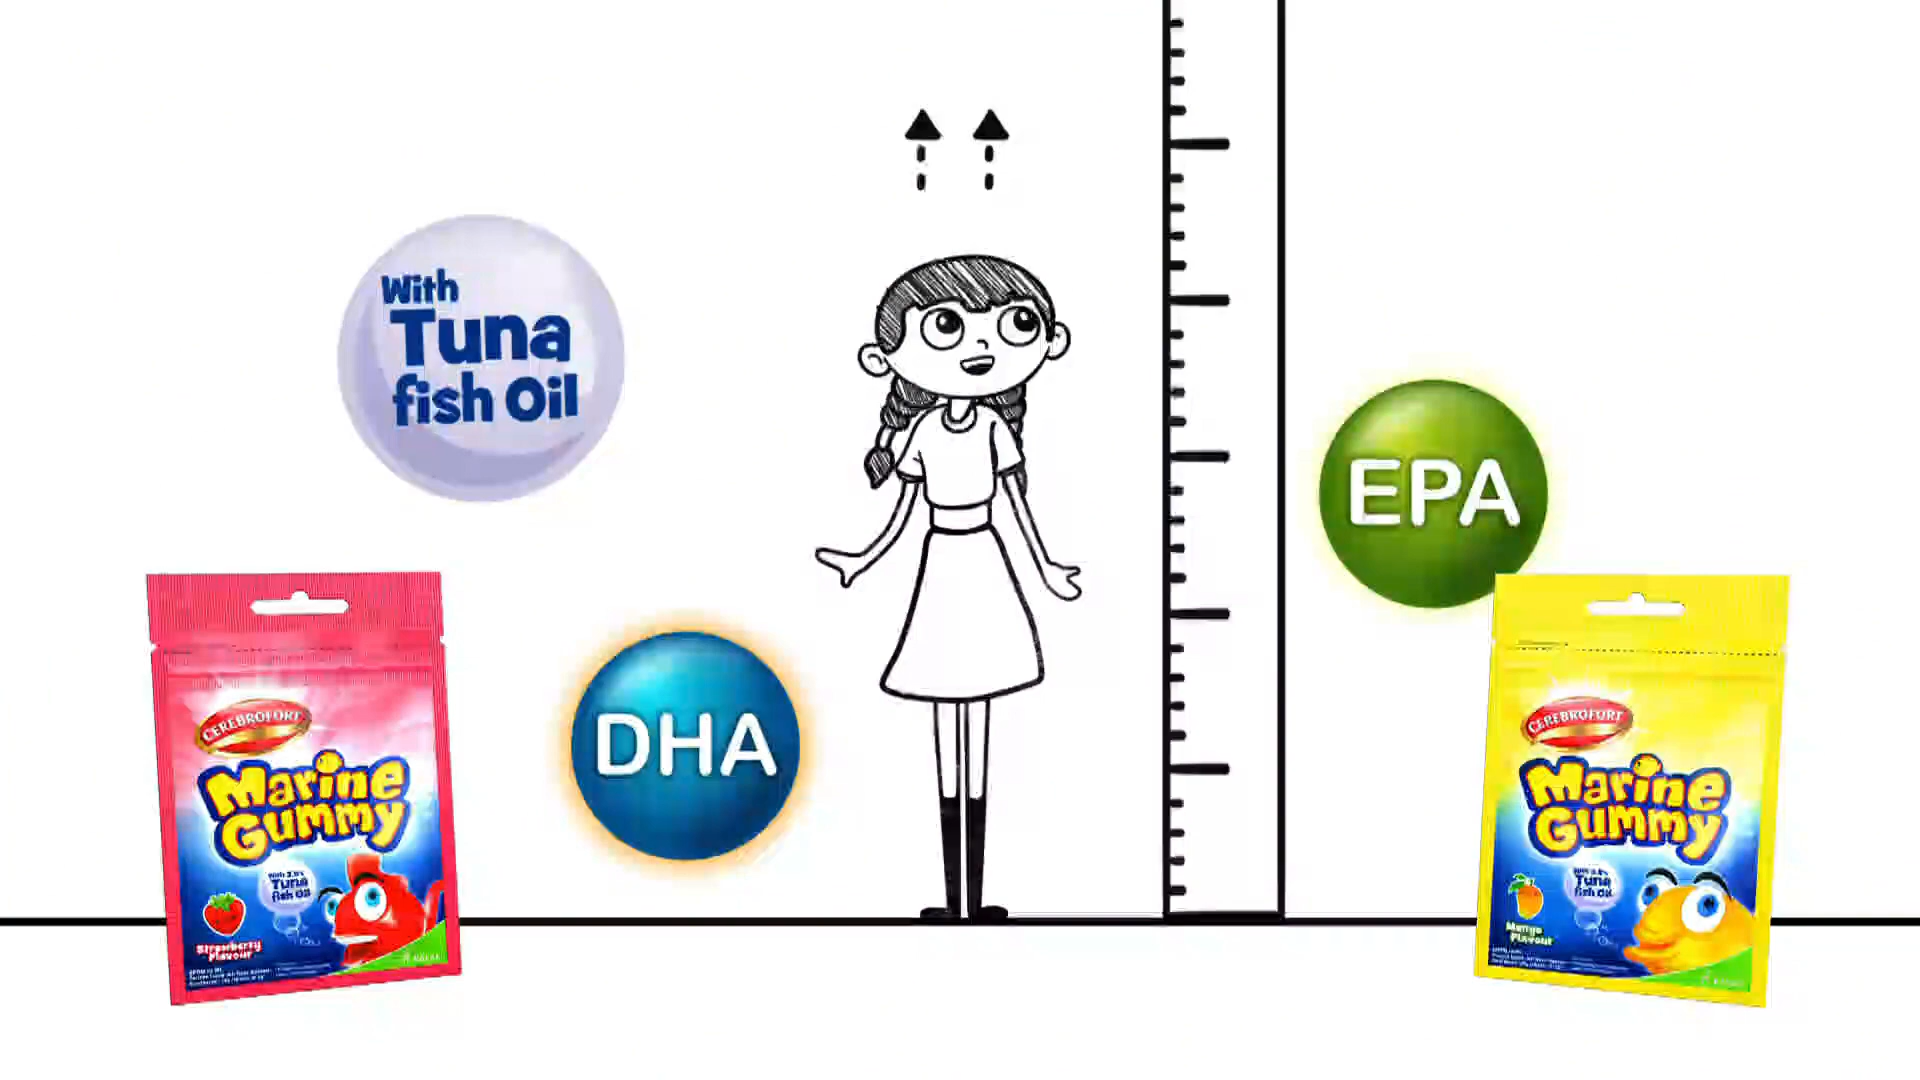 With
Tuna
fish Oil
EPA
DHA
CEREBROFORT
Marine
Gummy
Tuna
fish Oil
Strawberry
Flavour
CEREBROFORT
Marine
Gummy
Tuna
fish Oil
Mango
Flavour